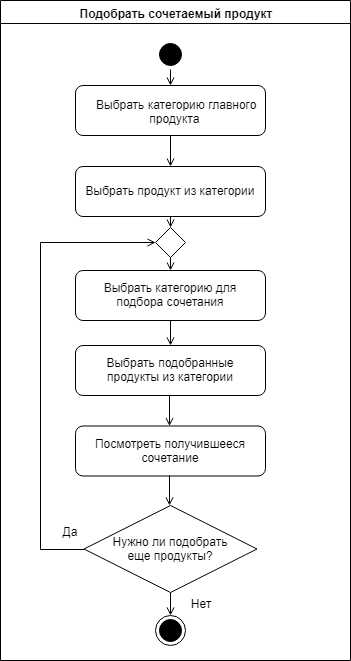 Подобрать сочетаемый продукт
Выбрать категорию главного
продукта
Выбрать продукт из категории
Выбрать категорию для
подбора сочетания
Выбрать подобранные
продукты из категории
Посмотреть получившееся
сочетание
Нужно ли подобрать
еще продукты?
Да
Нет